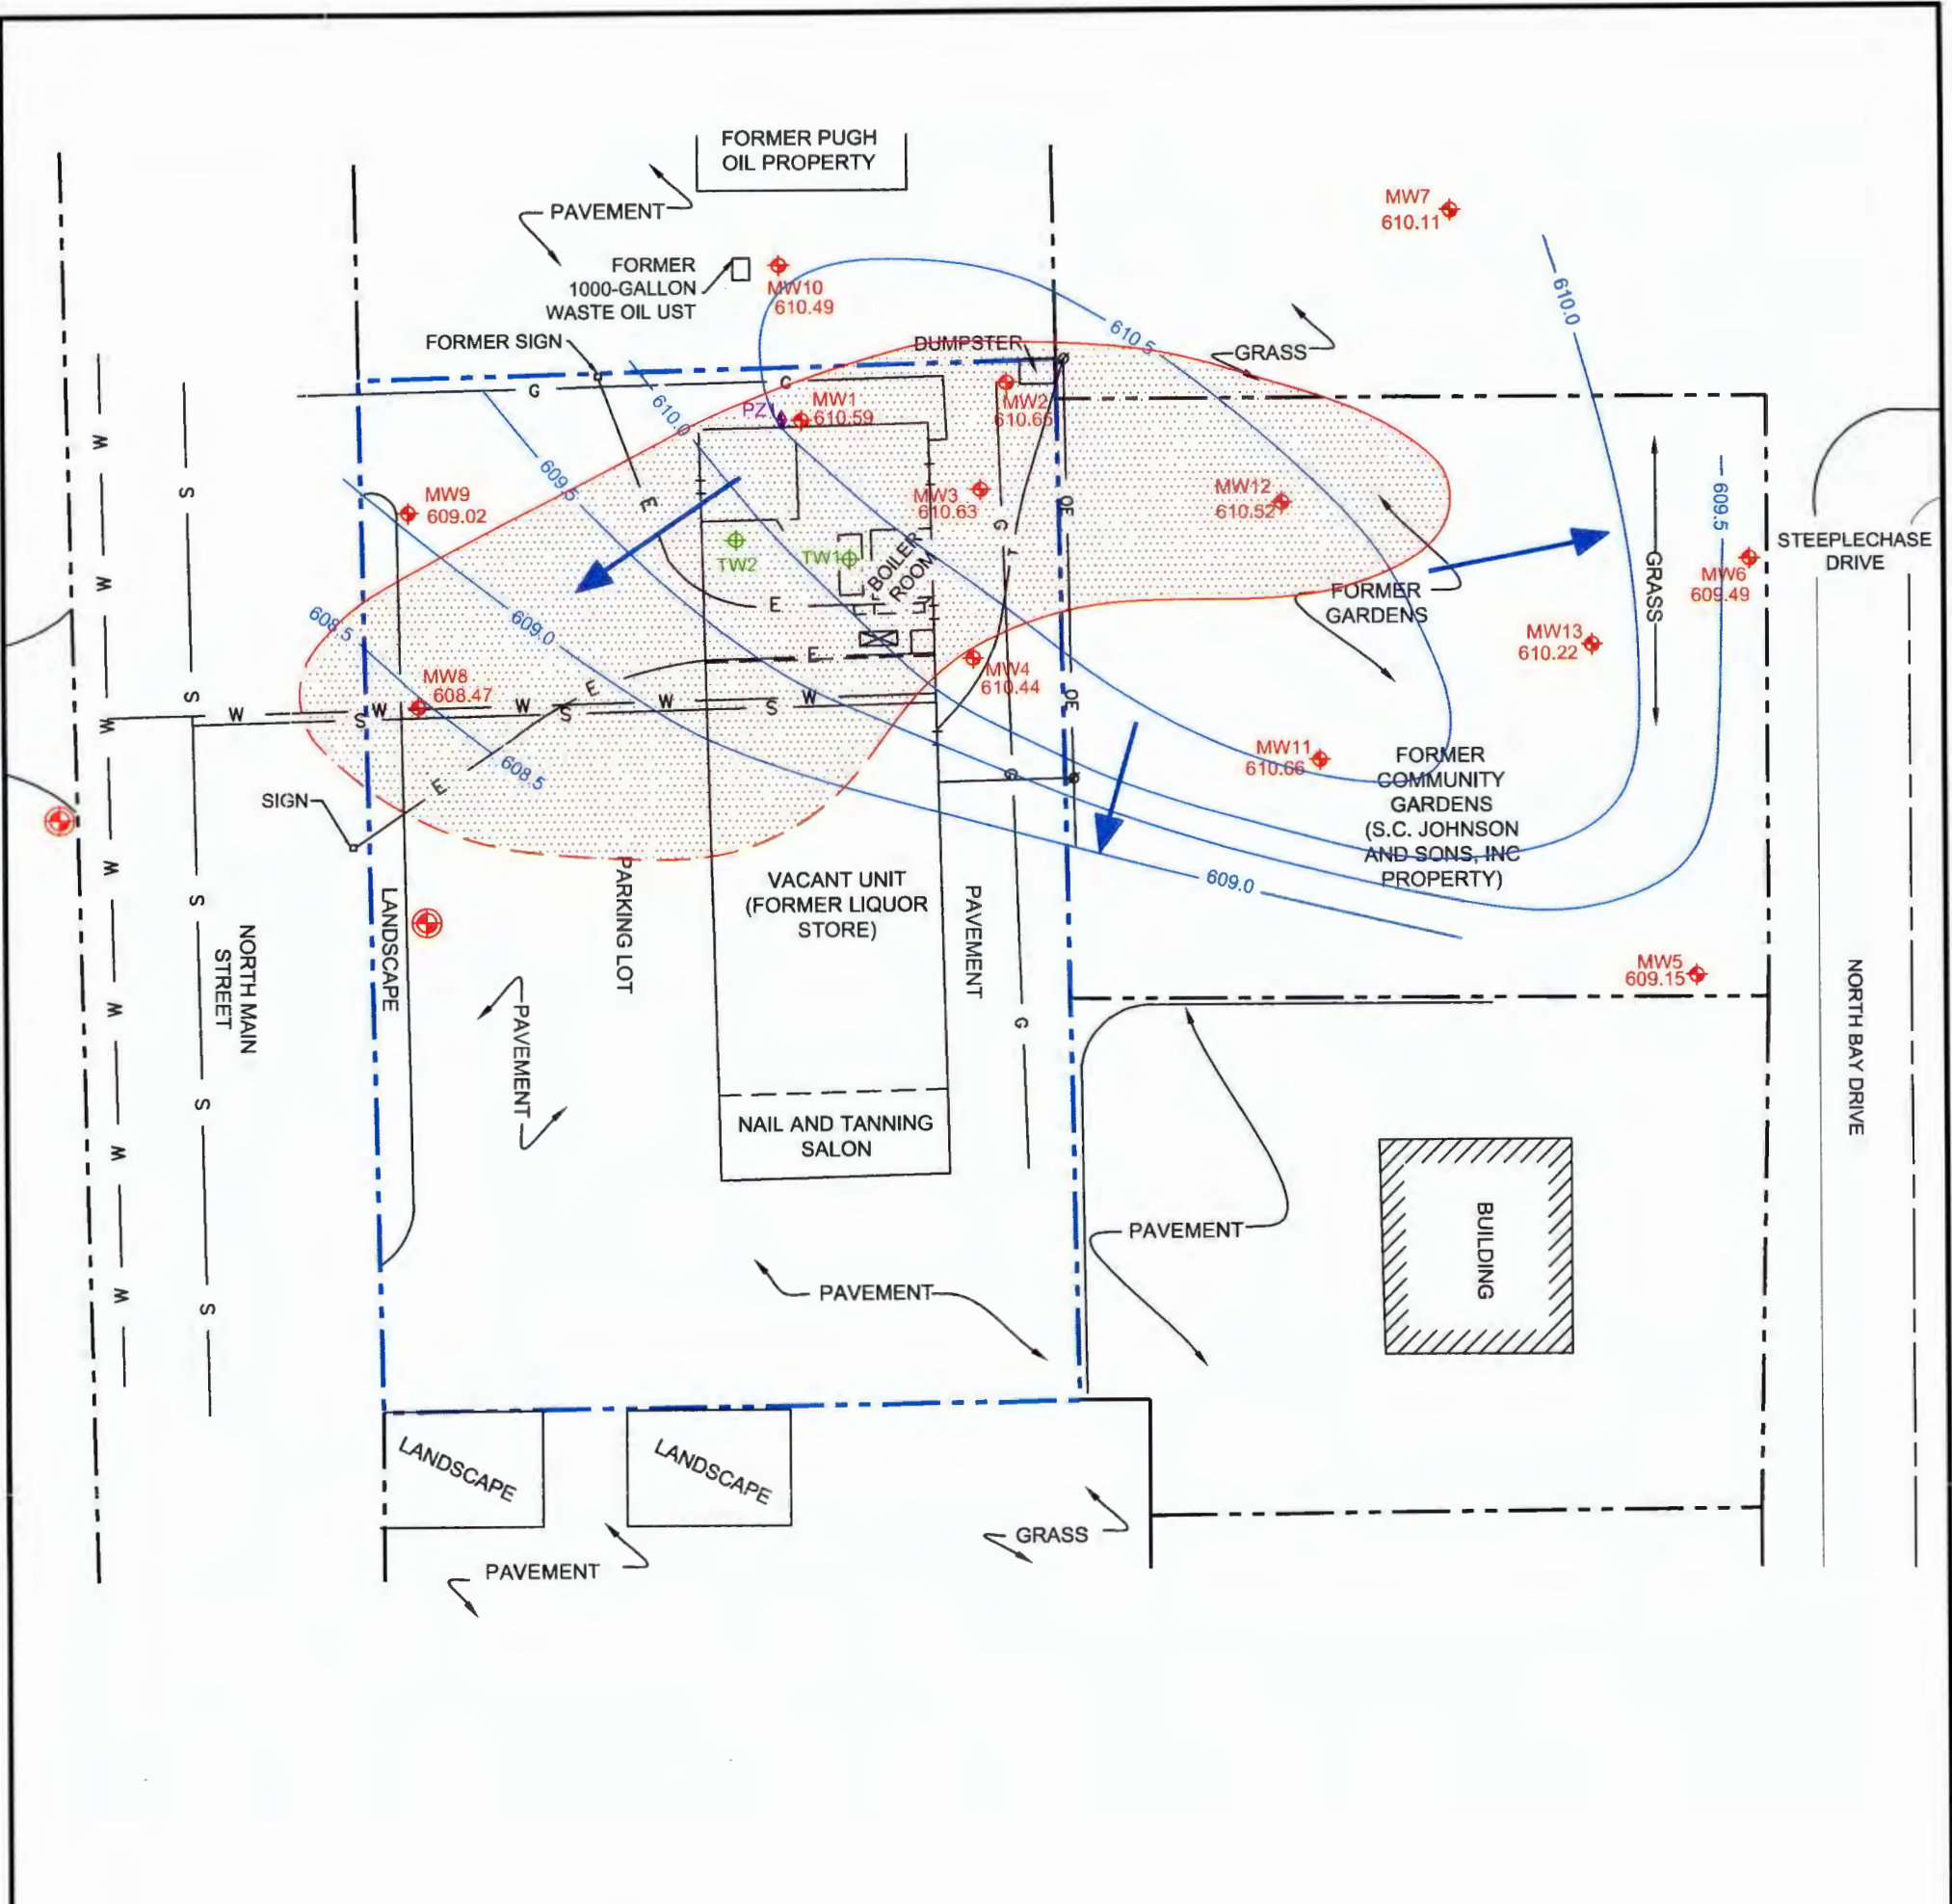 FORMER PUGH
OIL PROPERTY
PAVEMENT
MW7
610.11
FORMER
1000-GALLON
WASTE OIL UST
MW10
610.49
610.0
FORMER SIGN
DUMPSTER
610.5
GRASS
G
G
610.0
PZ1
MW1
610.59
MW2
610.65
W
S
609.5
MW9
609.02
E
MW3
610.63
G
OE
MW12
610.52
609.5
STEEPLECHASE
DRIVE
TW2
TW1
BOILER
ROOM
T
GRASS
MW6
609.49
W
608.5
609.0
E
FORMER
GARDENS
MW13
610.22
E
MW8
608.47
MW4
610.44
S
W
W
S
W
W
S
E
W
S
W
OE
MW11
610.66
FORMER
COMMUNITY
GARDENS
(S.C. JOHNSON
AND SONS, INC
PROPERTY)
608.5
E
G
SIGN
W
S
LANDSCAPE
PARKING LOT
VACANT UNIT
(FORMER LIQUOR
STORE)
PAVEMENT
609.0
MW5
609.15
NORTH MAIN
STREET
W
PAVEMENT
G
NORTH BAY DRIVE
S
W
NAIL AND TANNING
SALON
PAVEMENT
BUILDING
W
S
PAVEMENT
LANDSCAPE
LANDSCAPE
GRASS
PAVEMENT